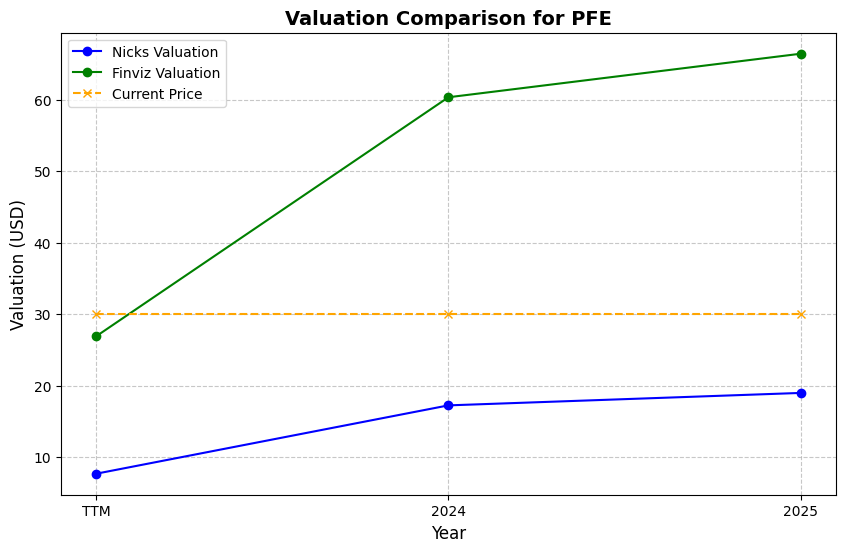 Valuation Comparison for PFE
Nicks Valuation
Finviz Valuation
Current Price
Valuation (USD)
60
50
40
30
20
10
TTM
2024
2025
Year